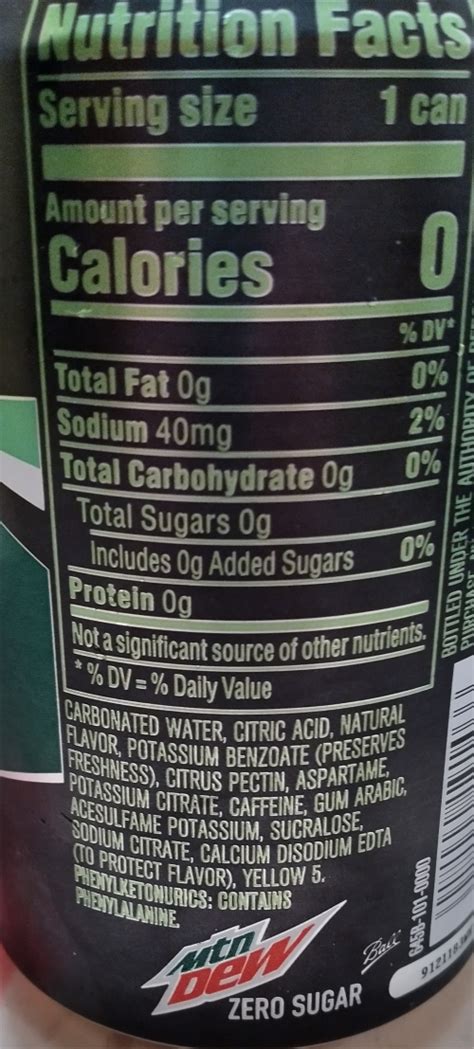 Nutrition Facts
Serving size 1 can
Amount per serving
Calories 0
% DV*
Total Fat 0g 0%
Sodium 40mg 2%
Total Carbohydrate 0g 0%
Total Sugars 0g
Includes 0g Added Sugars 0%
Protein 0g
Not a significant source of other nutrients.
* % DV = % Daily Value
CARBONATED WATER, CITRIC ACID, NATURAL
FLAVOR, POTASSIUM BENZOATE (PRESERVES
FRESHNESS), CITRUS PECTIN, ASPARTAME,
POTASSIUM CITRATE, CAFFEINE, GUM ARABIC,
ACESULFAME POTASSIUM, SUCRALOSE,
SODIUM CITRATE, CALCIUM DISODIUM EDTA
(TO PROTECT FLAVOR), YELLOW 5.
PHENYLKETONURICS: CONTAINS
PHENYLALANINE.
mtn
DEW
ZERO SUGAR
Ball
BOTTLED UNDER THE AUTHORITY OF